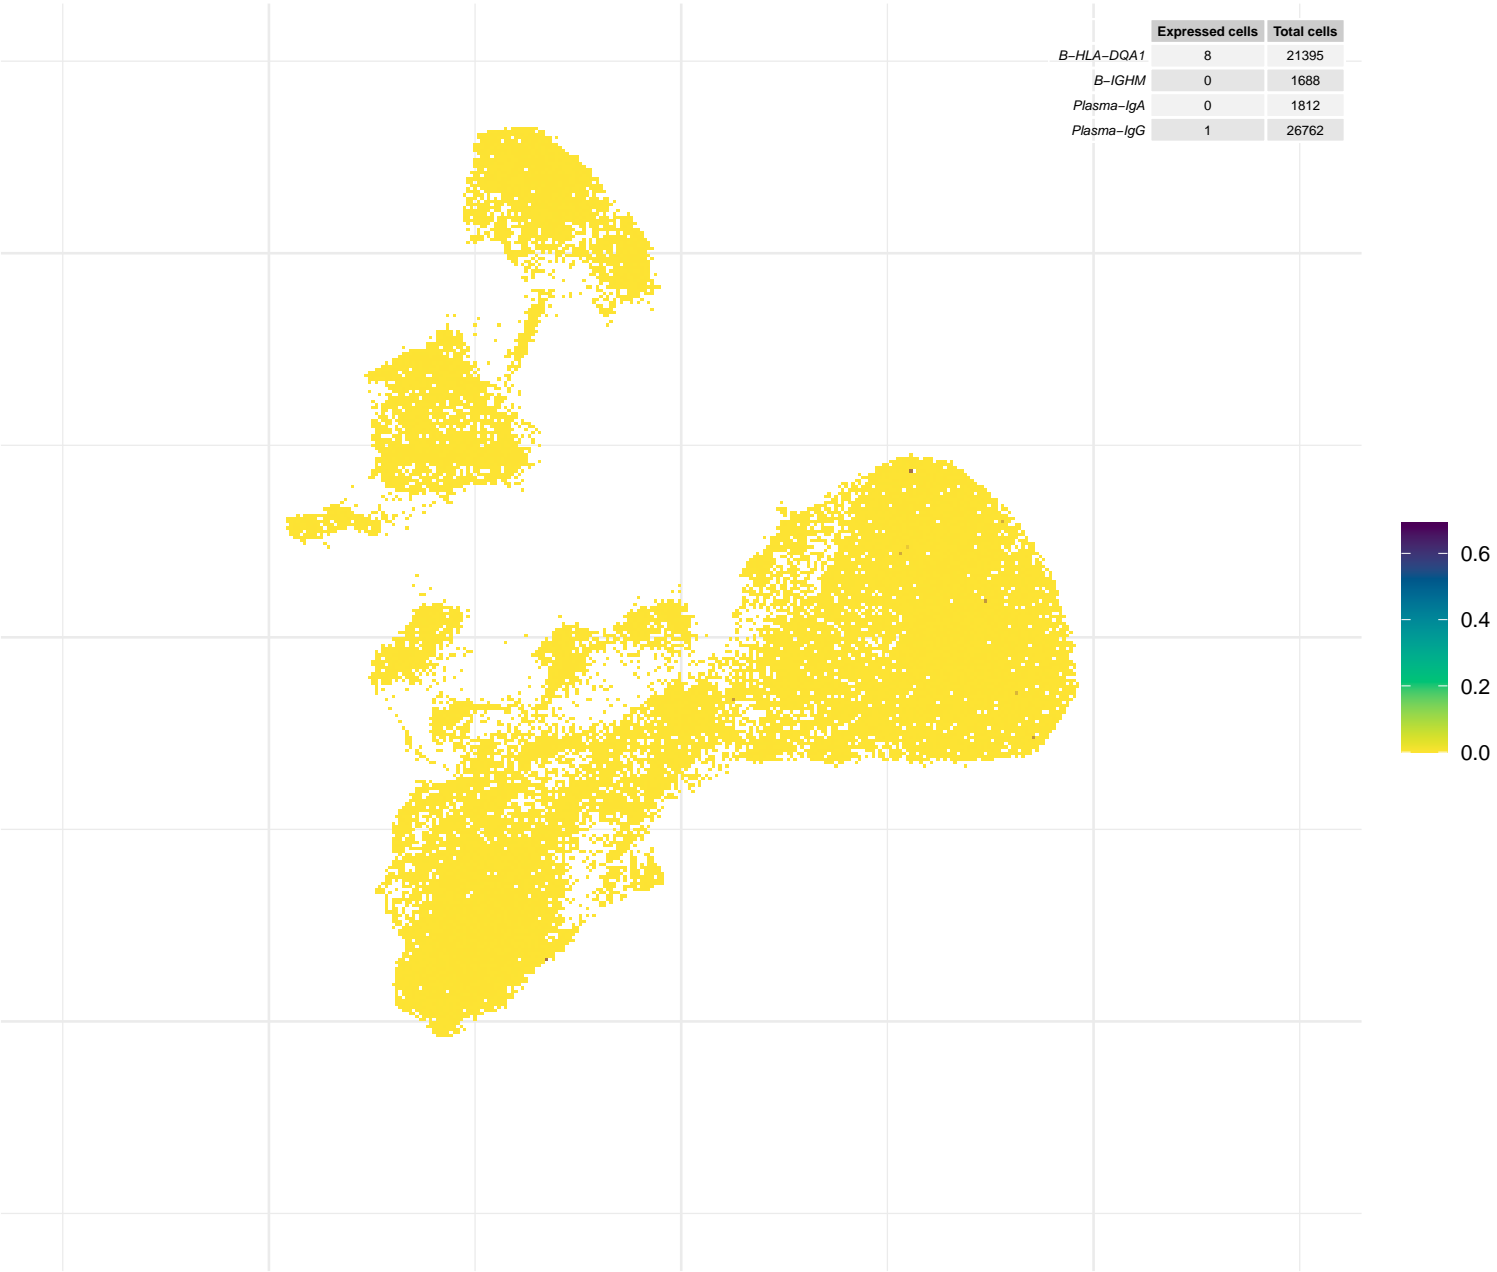 Expressed cells Total cells
B−HLA−DQA1 8 21395
B−IGHM 0 1688
Plasma−IgA 0 1812
Plasma−IgG 1 26762
0.6
0.4
0.2
0.0